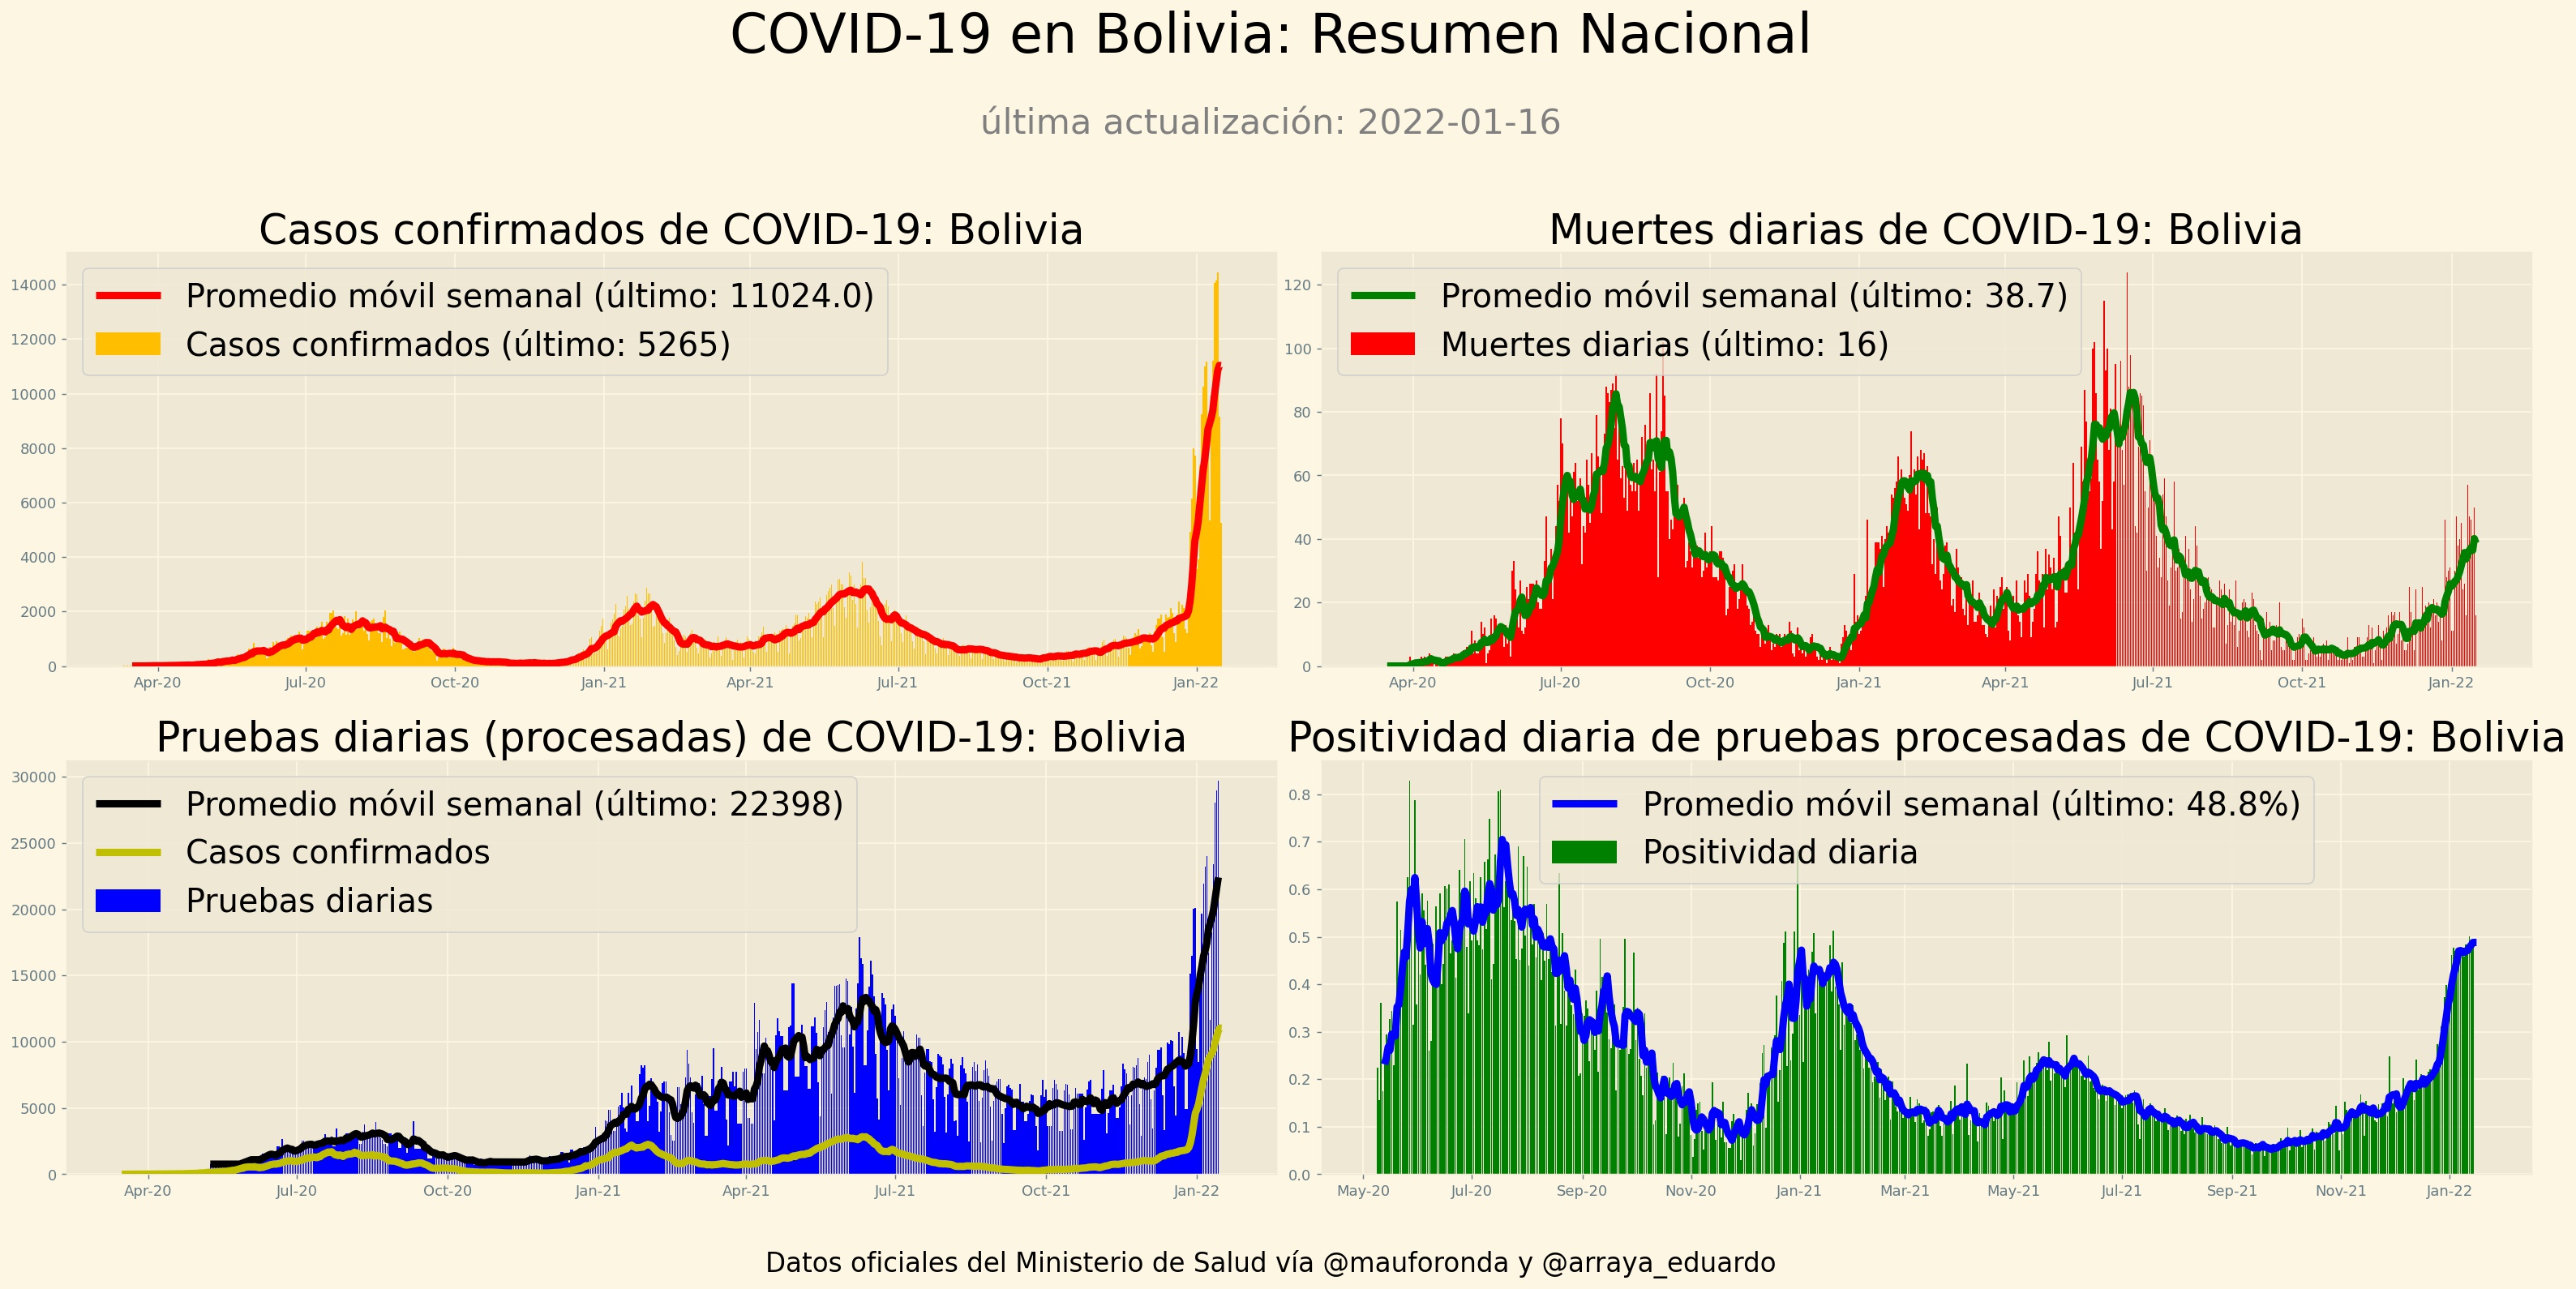 COVID-19 en Bolivia: Resumen Nacional
última actualización: 2022-01-16
Casos confirmados de COVID-19: Bolivia
Promedio móvil semanal (último: 11024.0)
Casos confirmados (último: 5265)
14000
12000
10000
8000
6000
4000
2000
0
Apr-20 Jul-20 Oct-20 Jan-21 Apr-21 Jul-21 Oct-21 Jan-22
Muertes diarias de COVID-19: Bolivia
Promedio móvil semanal (último: 38.7)
Muertes diarias (último: 16)
120
100
80
60
40
20
0
Apr-20 Jul-20 Oct-20 Jan-21 Apr-21 Jul-21 Oct-21 Jan-22
Pruebas diarias (procesadas) de COVID-19: Bolivia
Promedio móvil semanal (último: 22398)
Casos confirmados
Pruebas diarias
30000
25000
20000
15000
10000
5000
0
Apr-20 Jul-20 Oct-20 Jan-21 Apr-21 Jul-21 Oct-21 Jan-22
Positividad diaria de pruebas procesadas de COVID-19: Bolivia
Promedio móvil semanal (último: 48.8%)
Positividad diaria
0.8
0.7
0.6
0.5
0.4
0.3
0.2
0.1
0.0
May-20 Jul-20 Sep-20 Nov-20 Jan-21 Mar-21 May-21 Jul-21 Sep-21 Nov-21 Jan-22
Datos oficiales del Ministerio de Salud vía @mauforonda y @arraya_eduardo